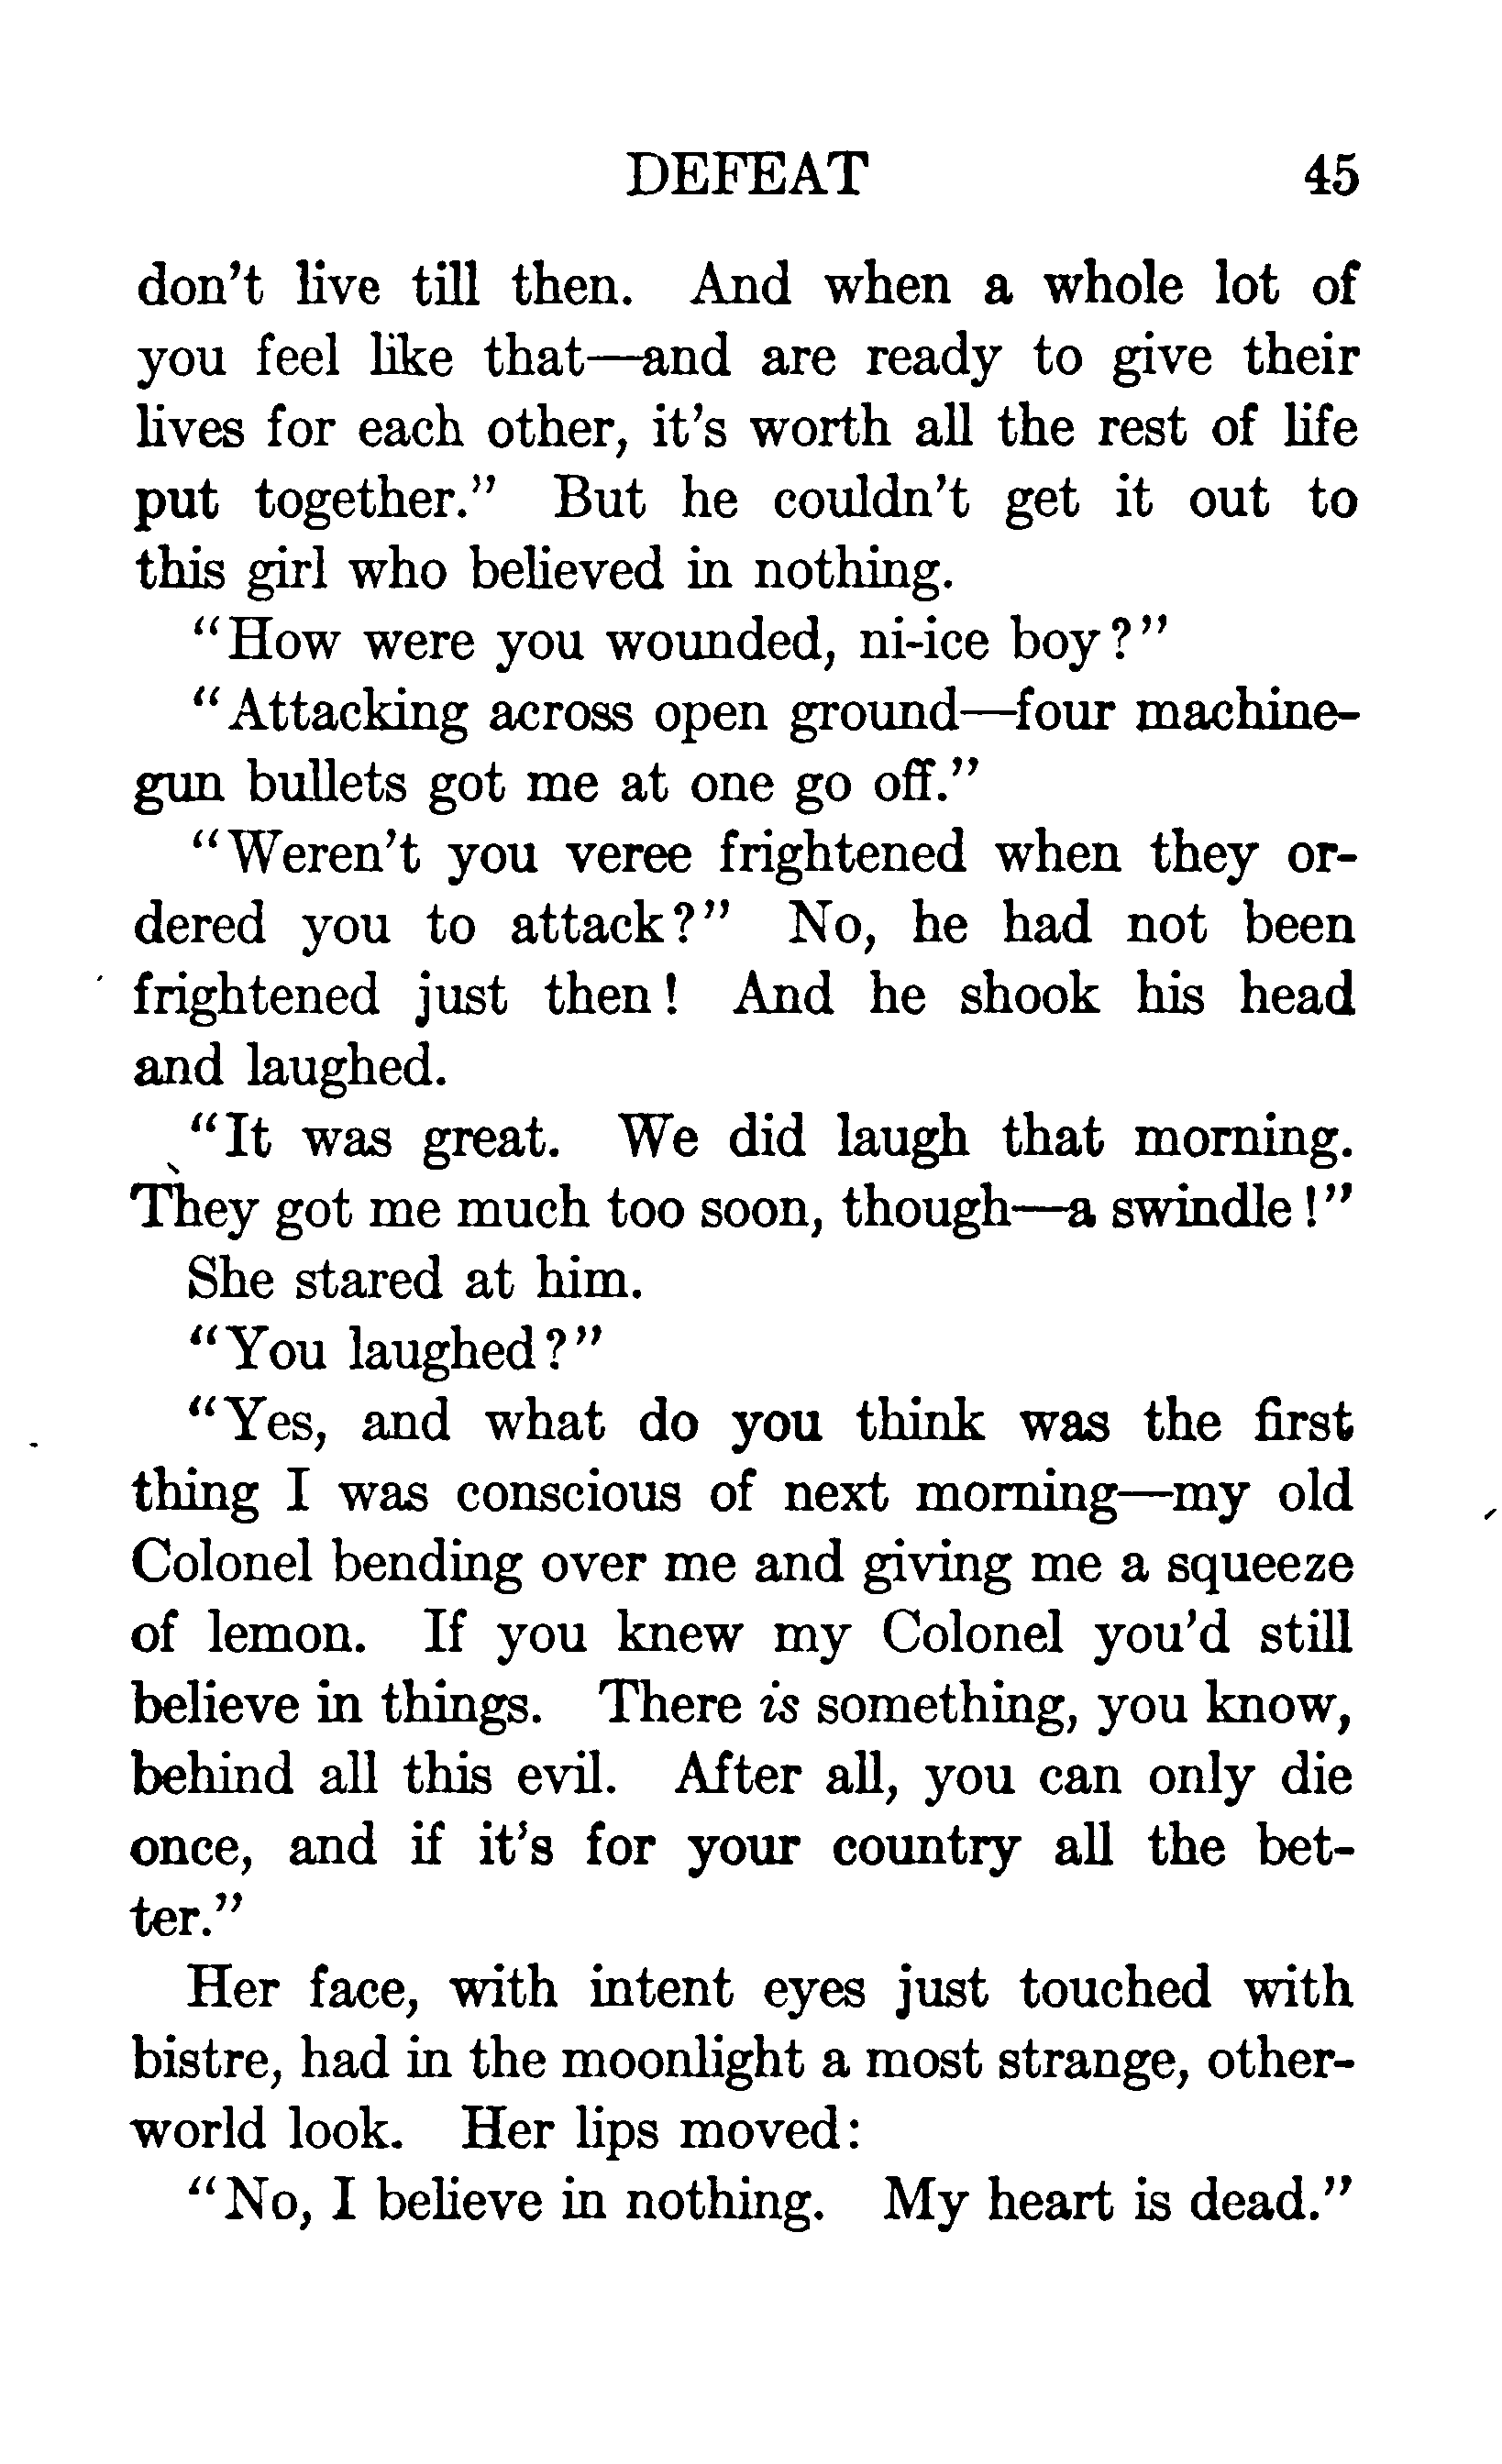 DEFEAT 45
don't live till then. And when a whole lot of
you feel like that—and are ready to give their
lives for each other, it's worth all the rest of life
put together." But he couldn't get it out to
this girl who believed in nothing.
"How were you wounded, ni-ice boy?"
"Attacking across open ground—four machine-
gun bullets got me at one go off."
"Weren't you veree frightened when they or-
dered you to attack?" No, he had not been
frightened just then! And he shook his head
and laughed.
"It was great. We did laugh that morning.
They got me much too soon, though—a swindle!"
She stared at him.
"You laughed?"
"Yes, and what do you think was the first
thing I was conscious of next morning—my old
Colonel bending over me and giving me a squeeze
of lemon. If you knew my Colonel you'd still
believe in things. There is something, you know,
behind all this evil. After all, you can only die
once, and if it's for your country all the bet-
ter."
Her face, with intent eyes just touched with
bistre, had in the moonlight a most strange, other-
world look. Her lips moved:
"No, I believe in nothing. My heart is dead."